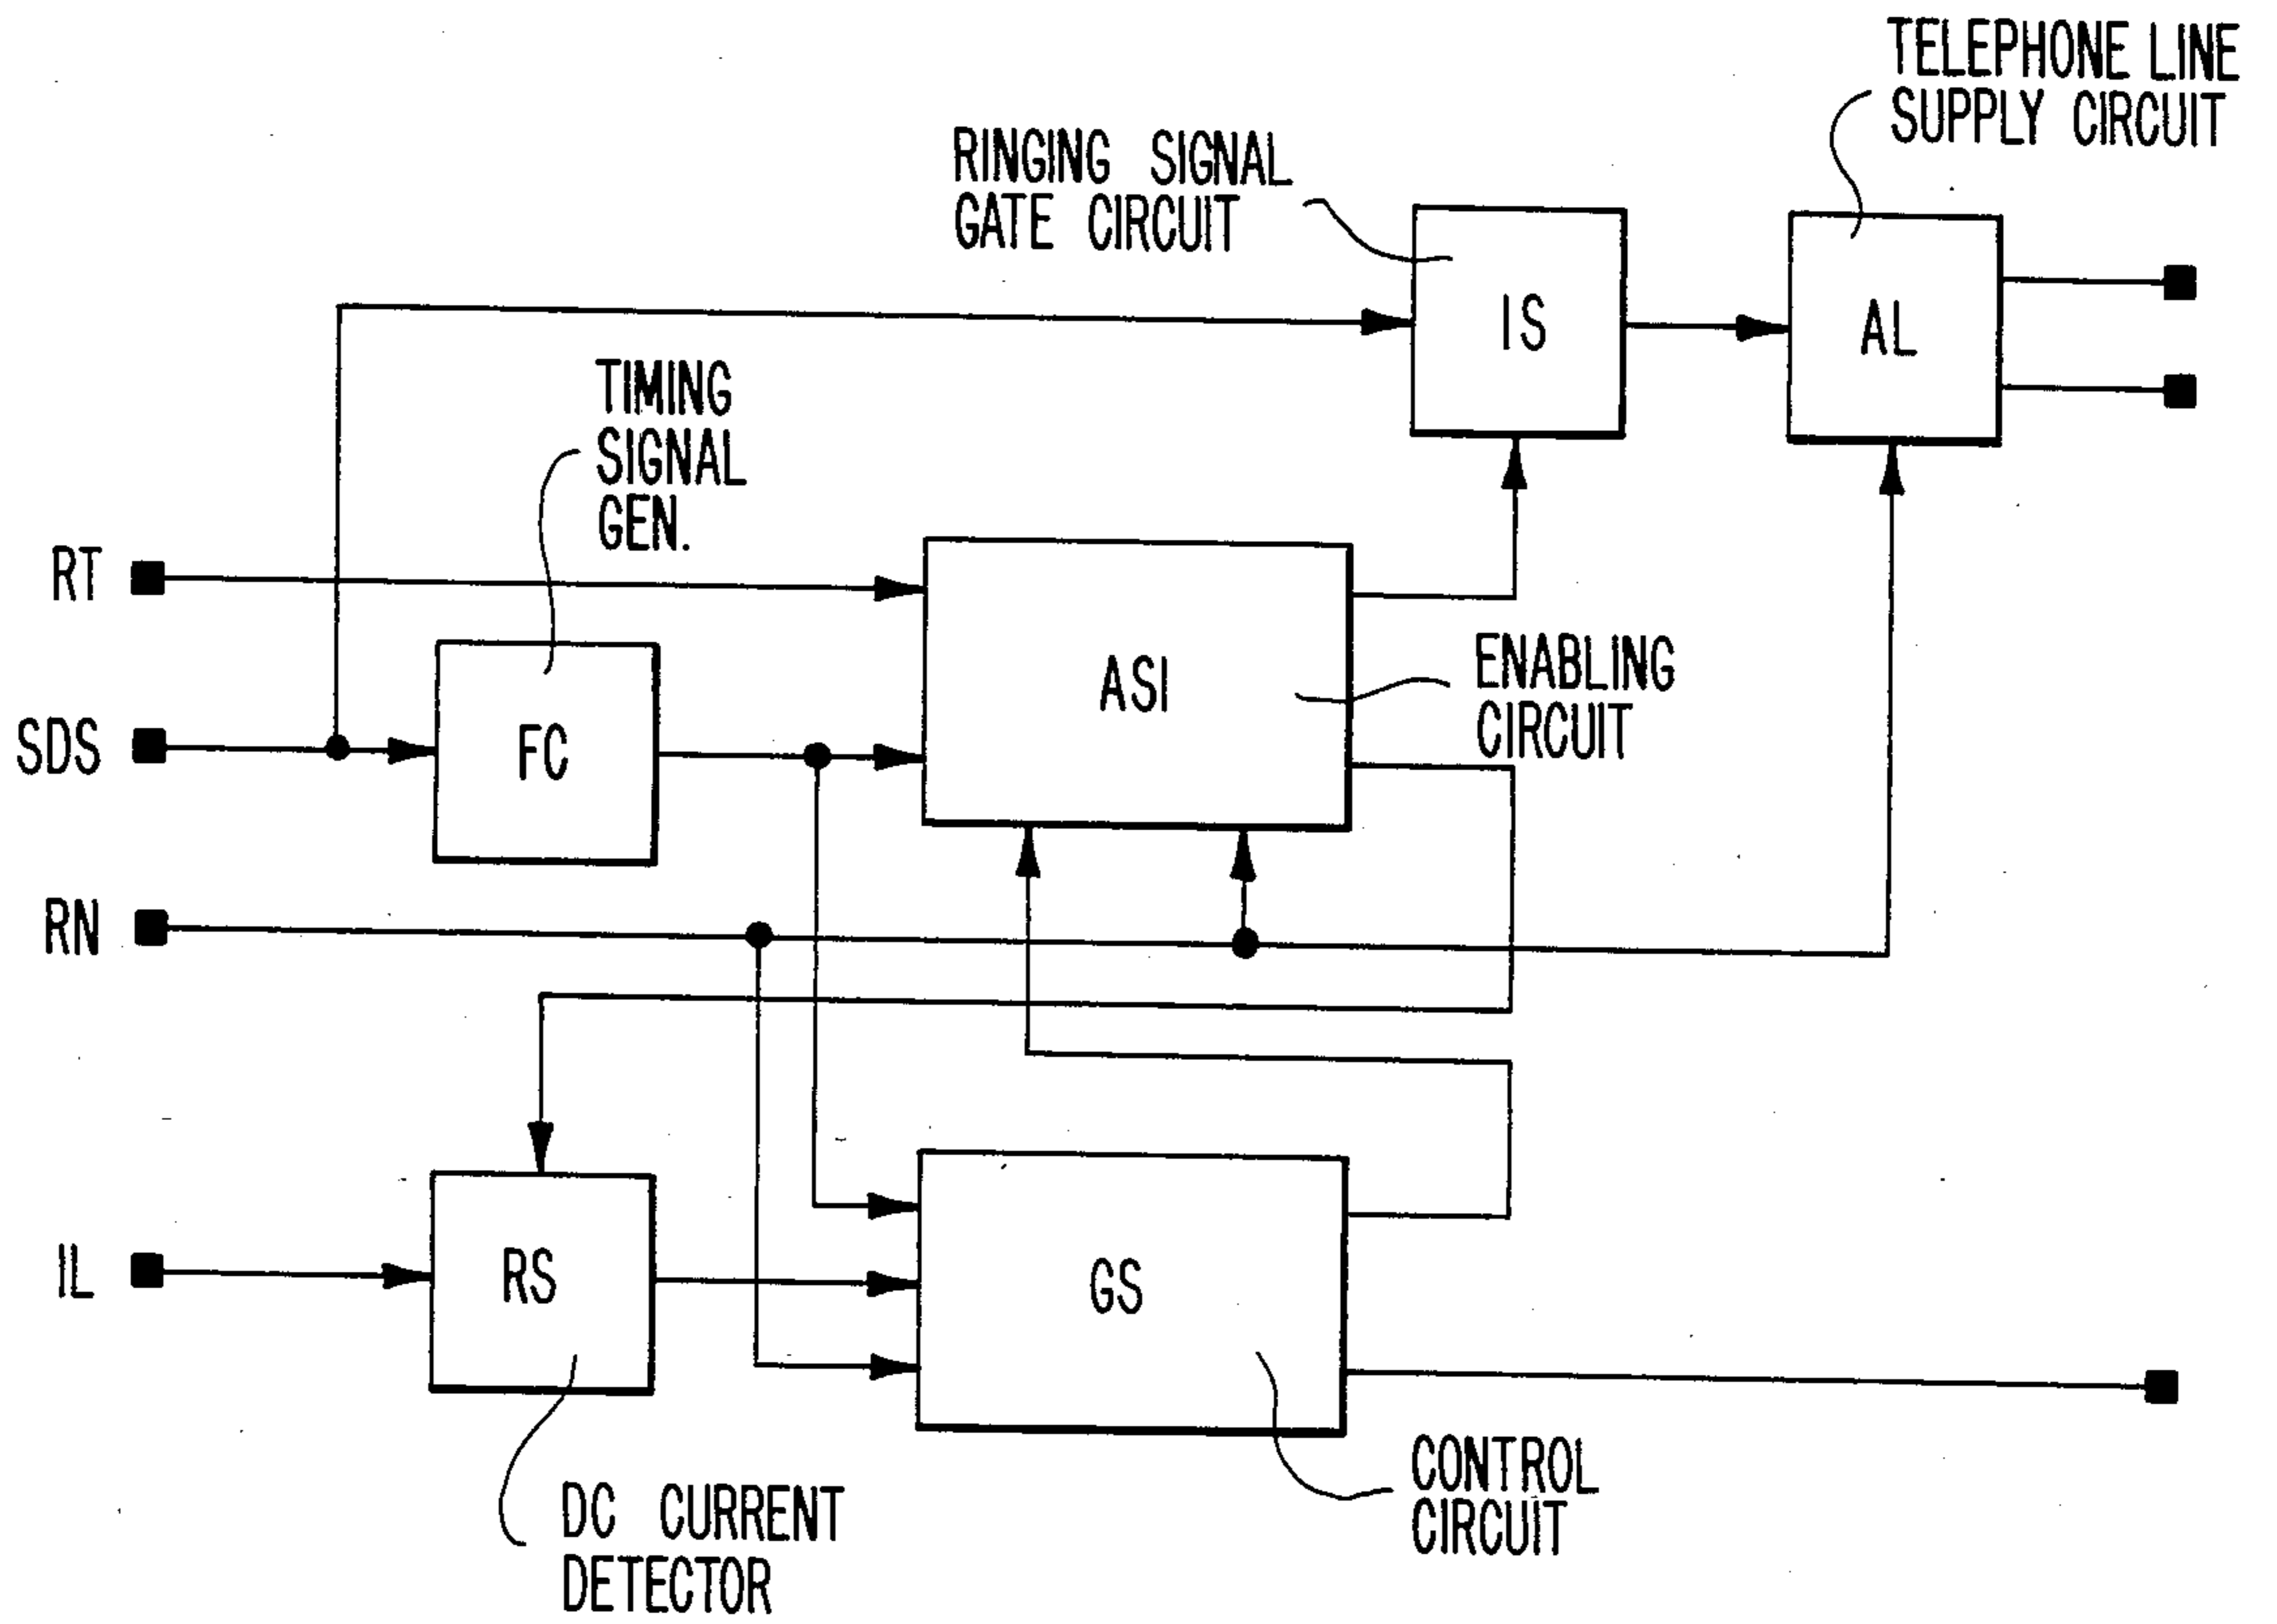 TELEPHONE LINE
SUPPLY CIRCUIT
RINGING SIGNAL
GATE CIRCUIT
IS
AL
TIMING
SIGNAL
GEN.
RT
ASI
ENABLING
CIRCUIT
SDS
FC
RN
IL
RS
GS
CONTROL
CIRCUIT
DC CURRENT
DETECTOR